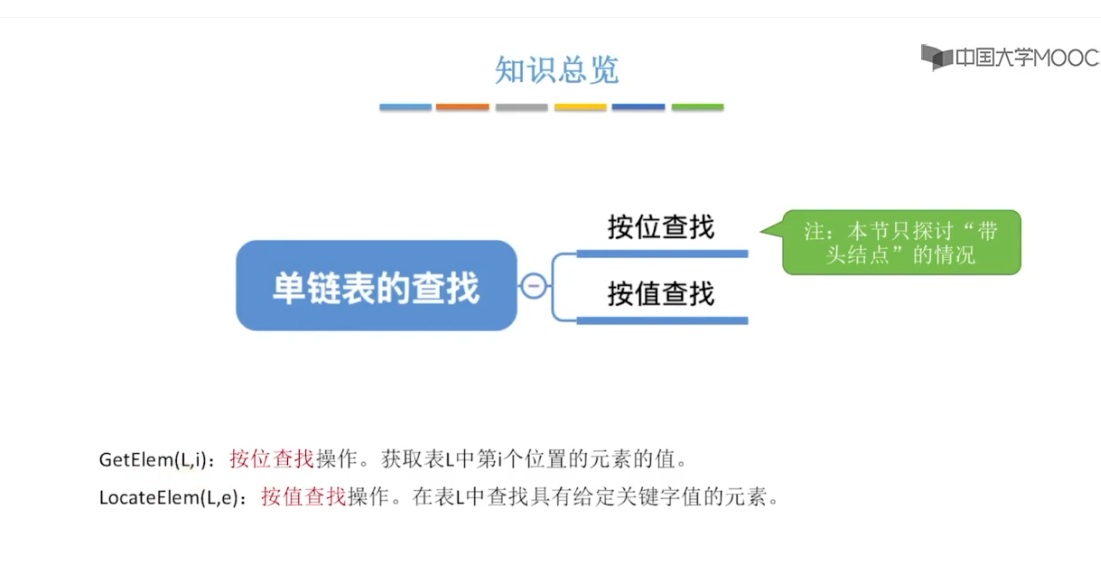 知识总览
中国大学MOOC
按位查找
注：本节只探讨“带
头结点”的情况
单链表的查找
按值查找
GetElem(L,i)：按位查找操作。获取表L中第i个位置的元素的值。
LocateElem(L,e)：按值查找操作。在表L中查找具有给定关键字值的元素。